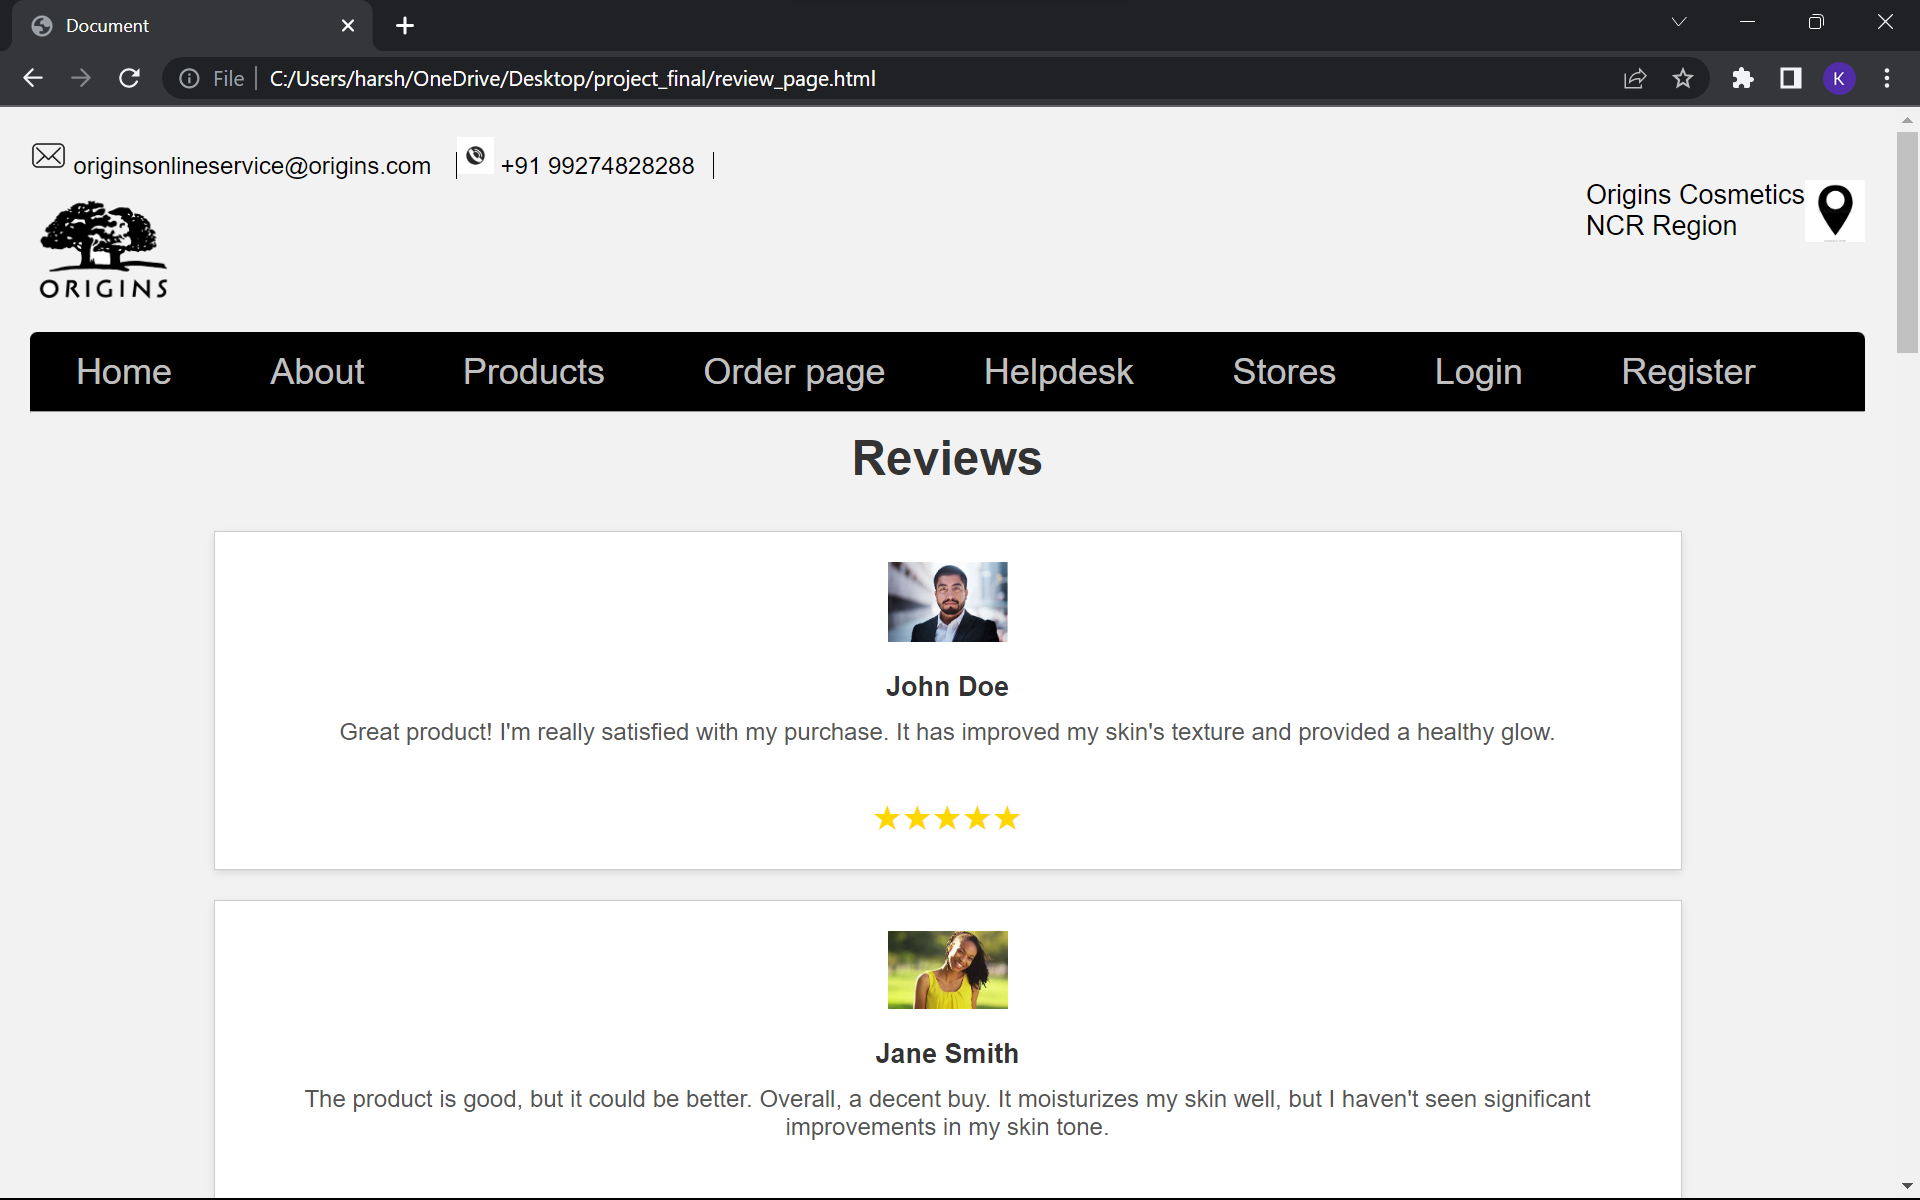 Document
File C:/Users/harsh/OneDrive/Desktop/project_final/review_page.html
K
originsonlineservice@origins.com
+91 99274828288
Origins Cosmetics
NCR Region
ORIGINS
Home About Products Order page Helpdesk Stores Login Register
Reviews
John Doe
Great product! I'm really satisfied with my purchase. It has improved my skin's texture and provided a healthy glow.
Jane Smith
The product is good, but it could be better. Overall, a decent buy. It moisturizes my skin well, but I haven't seen significant
improvements in my skin tone.